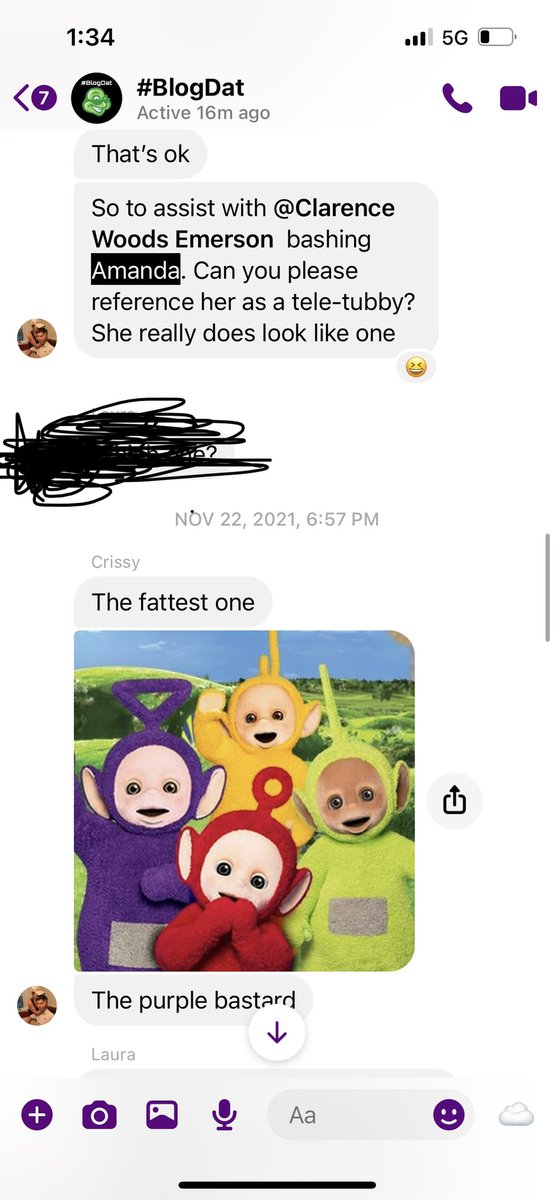 1:34
5G
7
#BlogDat
#BlogDat
Active 16m ago
That's ok
So to assist with @Clarence
Woods Emerson bashing
Amanda. Can you please
reference her as a tele-tubby?
She really does look like one
NOV 22, 2021, 6:57 PM
Crissy
The fattest one
The purple bastard
Laura
Aa